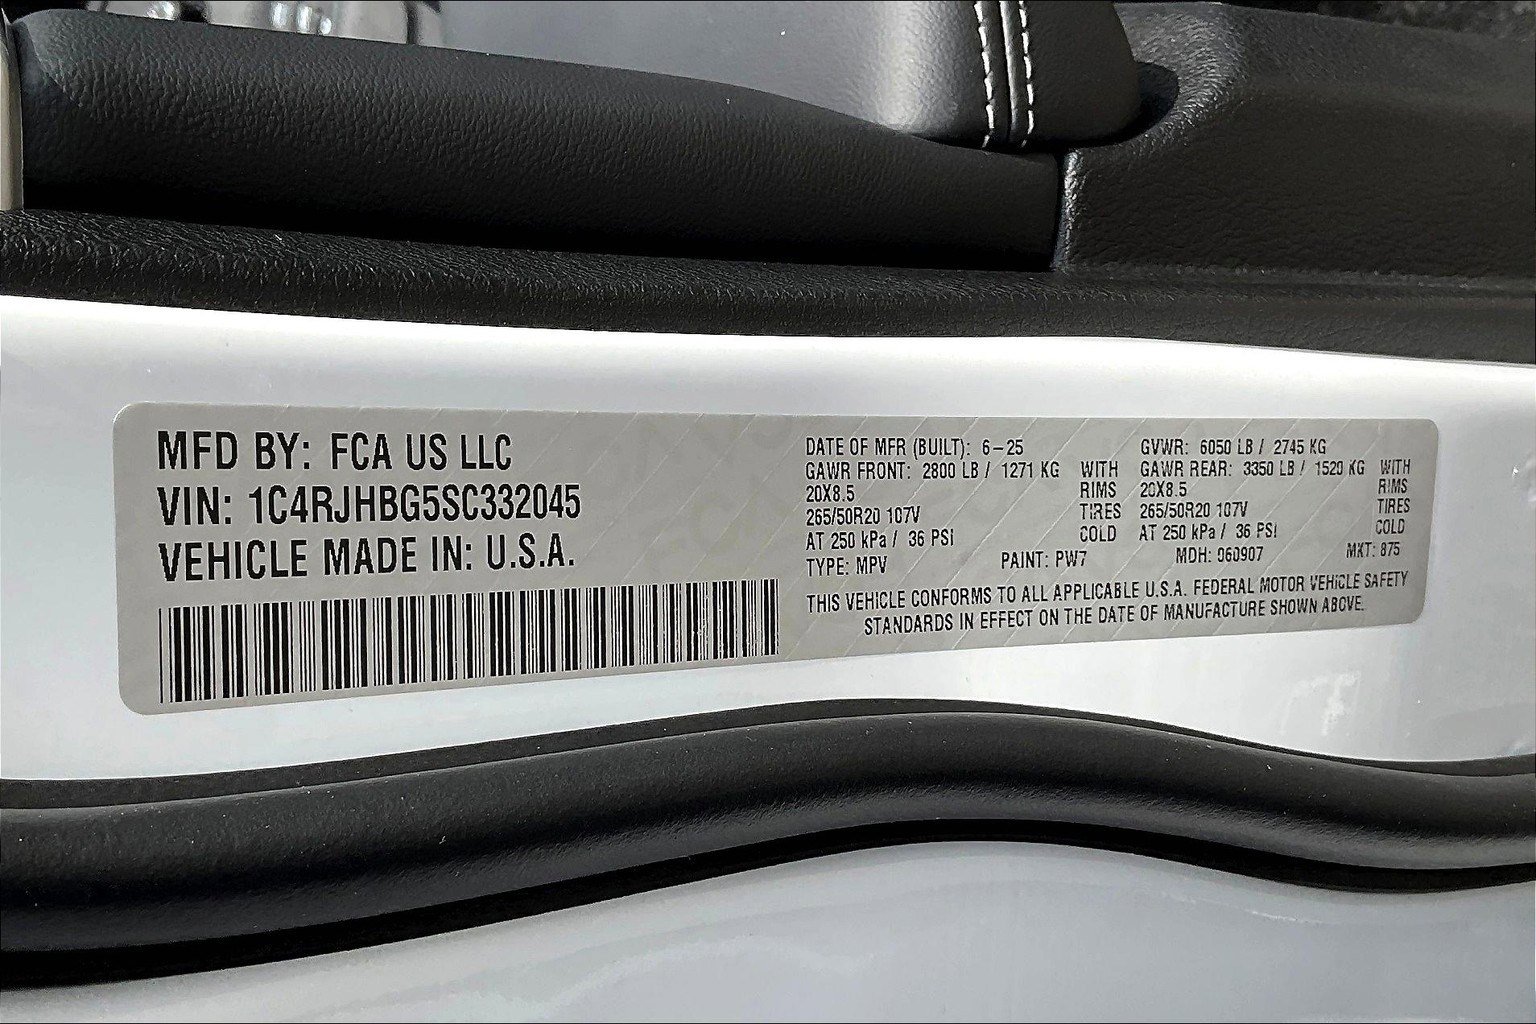 MFD BY: FCA US LLC
VIN: 1C4RJHBG5SC332045
VEHICLE MADE IN: U.S.A.
DATE OF MFR (BUILT): 6-25 GVWR: 6050 LB / 2745 KG
GAWR FRONT: 2800 LB / 1271 KG WITH GAWR REAR: 3350 LB / 1520 KG WITH
20X8.5 RIMS 20X8.5 RIMS
265/50R20 107V TIRES 265/50R20 107V TIRES
AT 250 kPa / 36 PSI COLD AT 250 kPa / 36 PSI COLD
TYPE: MPV PAINT: PW7 MDH: 060907 MKT: 875
THIS VEHICLE CONFORMS TO ALL APPLICABLE U.S.A. FEDERAL MOTOR VEHICLE SAFETY
STANDARDS IN EFFECT ON THE DATE OF MANUFACTURE SHOWN ABOVE.